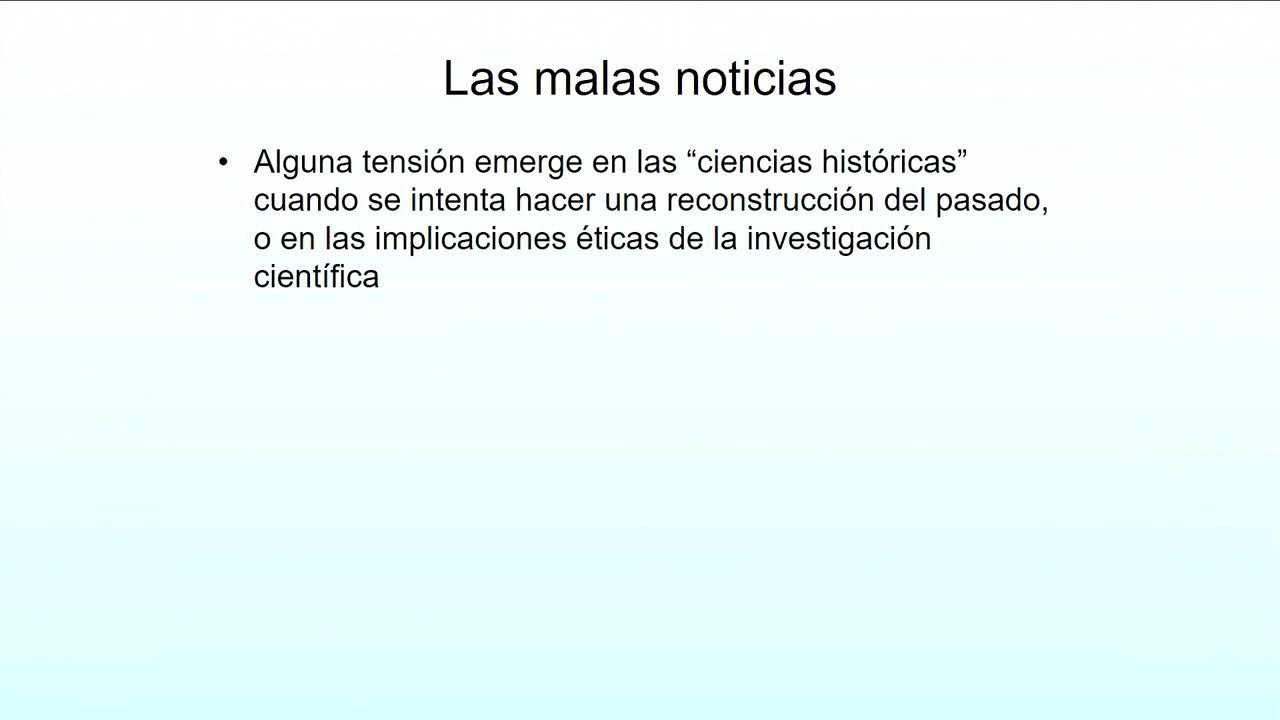 Las malas noticias
• Alguna tensión emerge en las “ciencias históricas”
cuando se intenta hacer una reconstrucción del pasado,
o en las implicaciones éticas de la investigación
científica